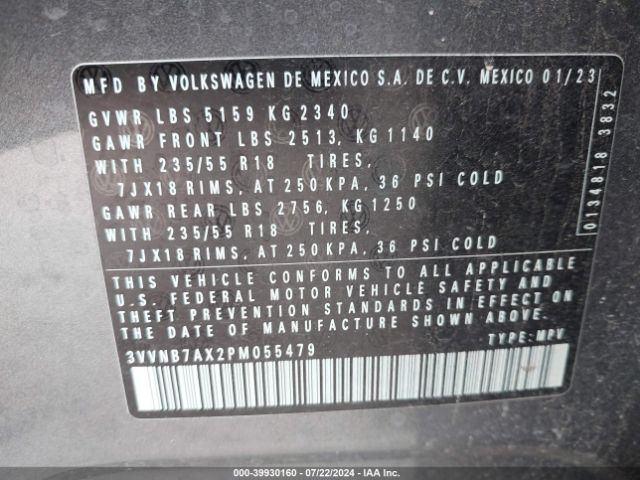 MFD BY VOLKSWAGEN DE MEXICO S.A. DE C.V. MEXICO 01/23
GVWR LBS 5159 KG 2340
GAWR FRONT LBS 2513, KG 1140
WITH 235/55 R18 TIRES,
7JX18 RIMS, AT 250 KPA, 36 PSI COLD
GAWR REAR LBS 2756, KG 1250
WITH 235/55 R18 TIRES,
7JX18 RIMS, AT 250 KPA, 36 PSI COLD
THIS VEHICLE CONFORMS TO ALL APPLICABLE
U.S. FEDERAL MOTOR VEHICLE SAFETY AND
THEFT PREVENTION STANDARDS IN EFFECT ON
THE DATE OF MANUFACTURE SHOWN ABOVE.
3VVNB7AX2PM055479 TYPE: MPV
0134818 3832
000-39930160 - 07/22/2024 - IAA Inc.